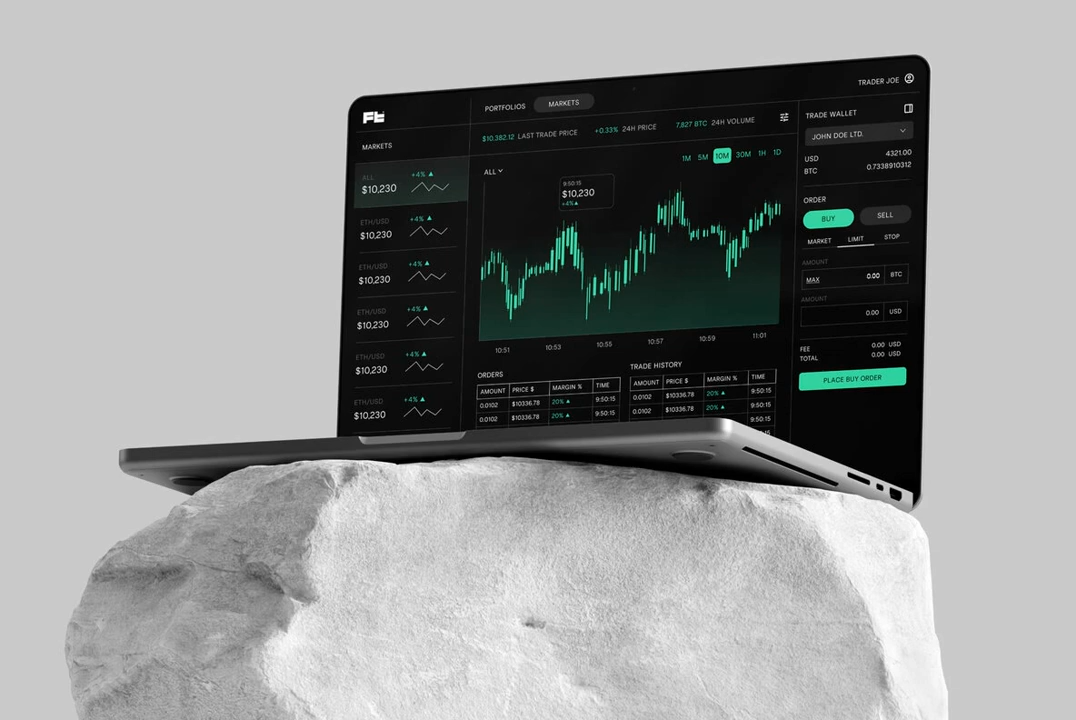 Ft
TRADER JOE
PORTFOLIOS MARKETS
MARKETS
$10.382.12 LAST TRADE PRICE +0.33% 24H PRICE 7,827 BTC 24H VOLUME
ALL
+4% ▲
$10,230
ETH/USD
+4% ▲
$10,230
ETH/USD
+4% ▲
$10,230
ETH/USD
+4% ▲
$10,230
ETH/USD
+4% ▲
$10,230
ETH/USD
+4% ▲
$10,230
1M 5M 10M 30M 1H 1D
ALL
9:50:15
$10,230
+4% ▲
10:51 10:53 10:55 10:57 10:59 11:01
ORDERS
AMOUNT PRICE $ MARGIN % TIME
0.0102 $10336.78 20% ▲ 9:50:15
0.0102 $10336.78 20% ▲ 9:50:15
TRADE HISTORY
AMOUNT PRICE $ MARGIN % TIME
0.0102 $10336.78 20% ▲ 9:50:15
0.0102 $10336.78 20% ▲ 9:50:15
TRADE WALLET
JOHN DOE LTD.
USD 4321.00
BTC 0.7338910312
ORDER
BUY SELL
MARKET LIMIT STOP
AMOUNT
MAX 0.00 BTC
AMOUNT
0.00 USD
FEE 0.00 USD
TOTAL 0.00 USD
PLACE BUY ORDER